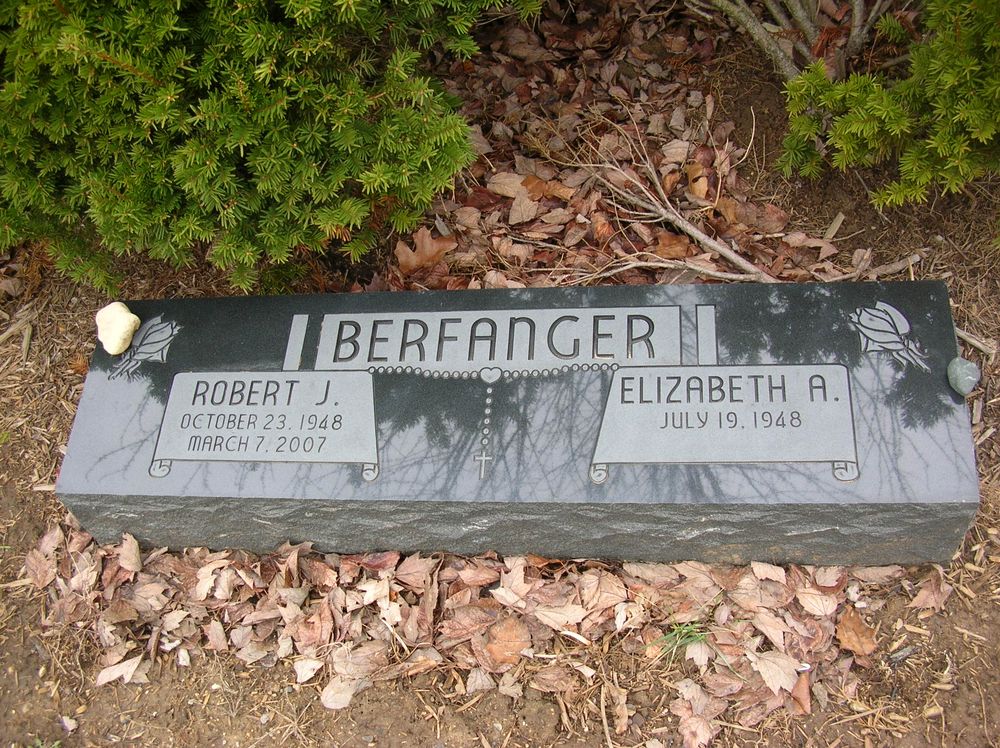 BERFANGER
ROBERT J.
OCTOBER 23, 1948
MARCH 7, 2007
ELIZABETH A.
JULY 19, 1948